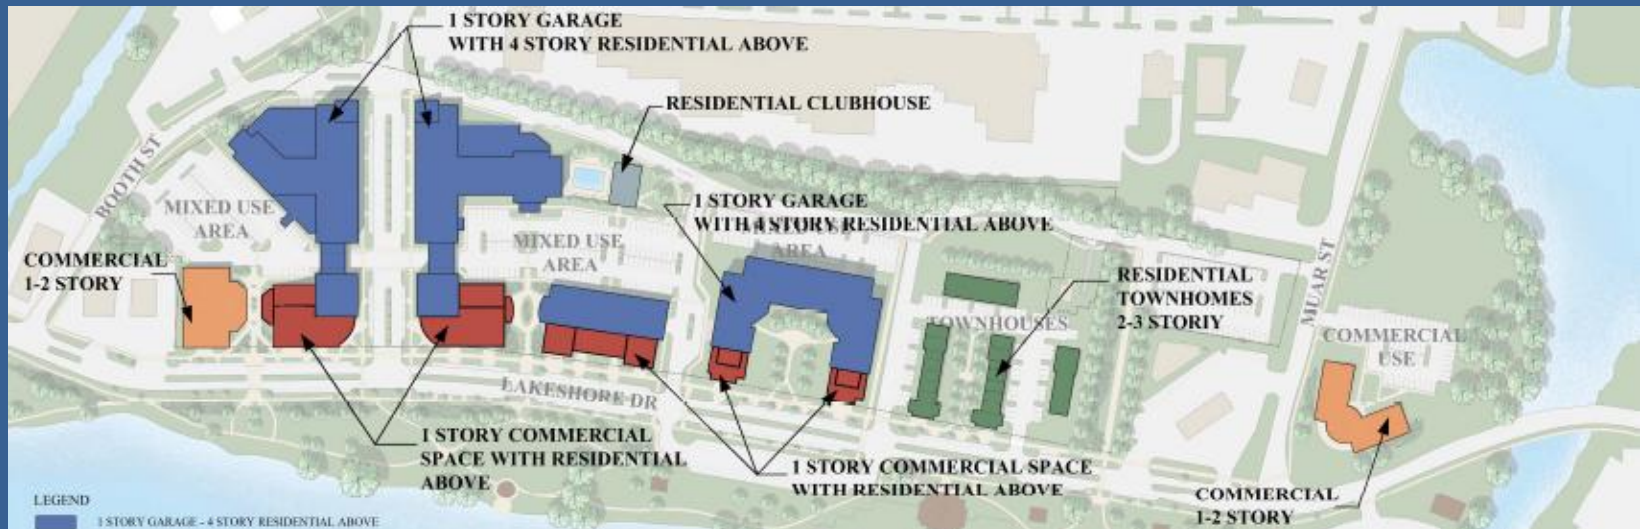 1 STORY GARAGE
WITH 4 STORY RESIDENTIAL ABOVE
RESIDENTIAL CLUBHOUSE
BOOTH ST
MIXED USE
AREA
1 STORY GARAGE
WITH 4 STORY RESIDENTIAL ABOVE
AREA
MIXED USE
AREA
COMMERCIAL
1-2 STORY
RESIDENTIAL
TOWNHOMES
2-3 STORIY
TOWNHOUSES
MUAR ST
COMMERCIAL
USE
LAKESHORE DR
1 STORY COMMERCIAL
SPACE WITH RESIDENTIAL
ABOVE
1 STORY COMMERCIAL SPACE
WITH RESIDENTIAL ABOVE
COMMERCIAL
1-2 STORY
LEGEND
1 STORY GARAGE - 4 STORY RESIDENTIAL ABOVE